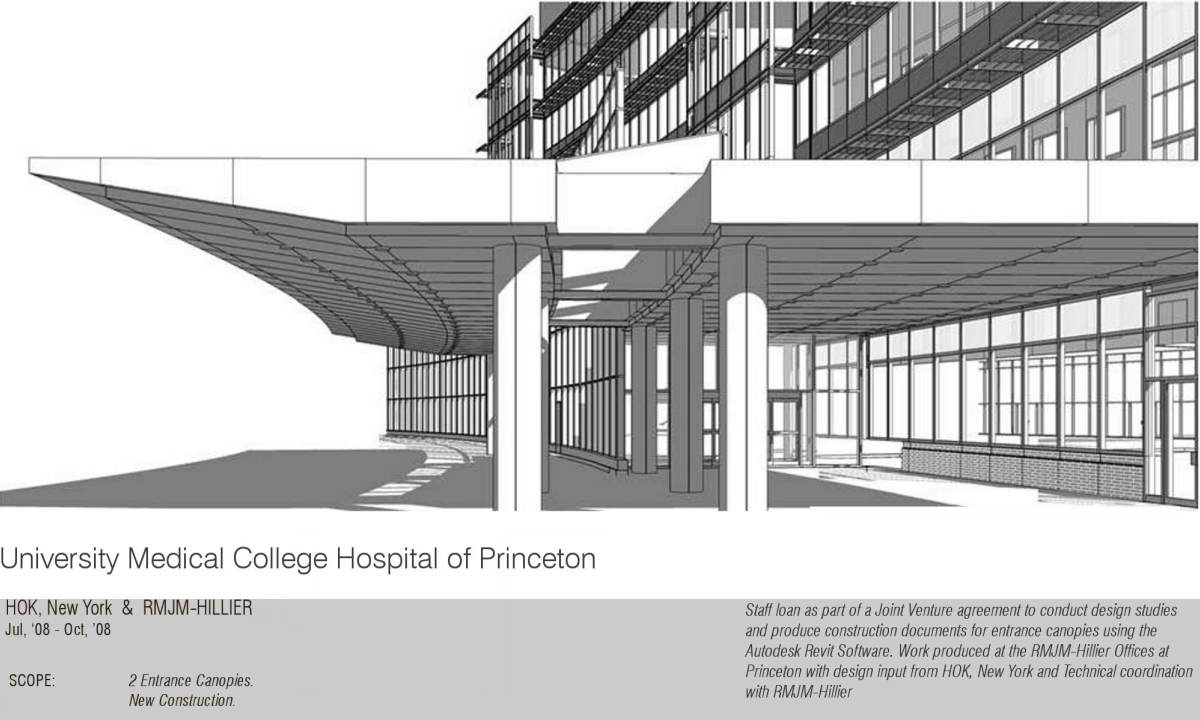 University Medical College Hospital of Princeton
HOK, New York & RMJM-HILLIER
Jul, ‘08 - Oct, ’08
SCOPE: 2 Entrance Canopies.
New Construction.
Staff loan as part of a Joint Venture agreement to conduct design studies
and produce construction documents for entrance canopies using the
Autodesk Revit Software. Work produced at the RMJM-Hillier Offices at
Princeton with design input from HOK, New York and Technical coordination
with RMJM-Hillier